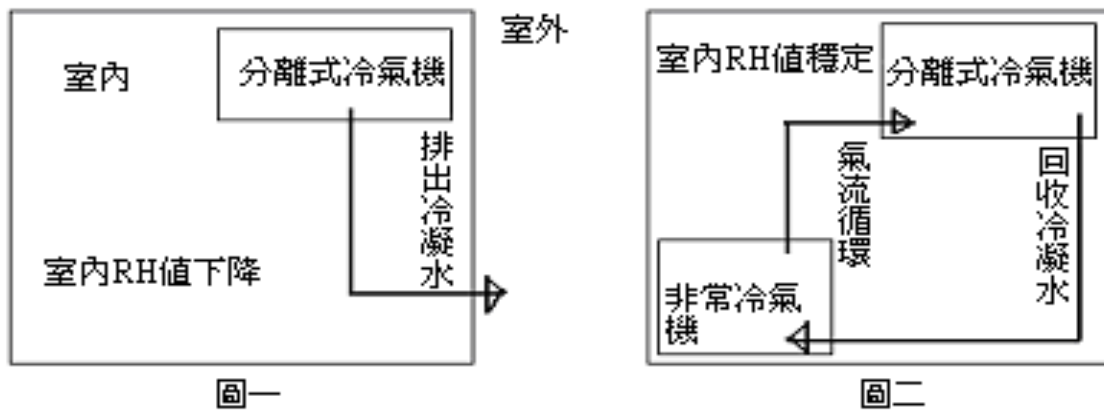 室外
室內
分離式冷氣機
排出冷凝水
室內RH值下降
圖一
室內RH值穩定
分離式冷氣機
氣流循環
回收冷凝水
非常冷氣
機
圖二